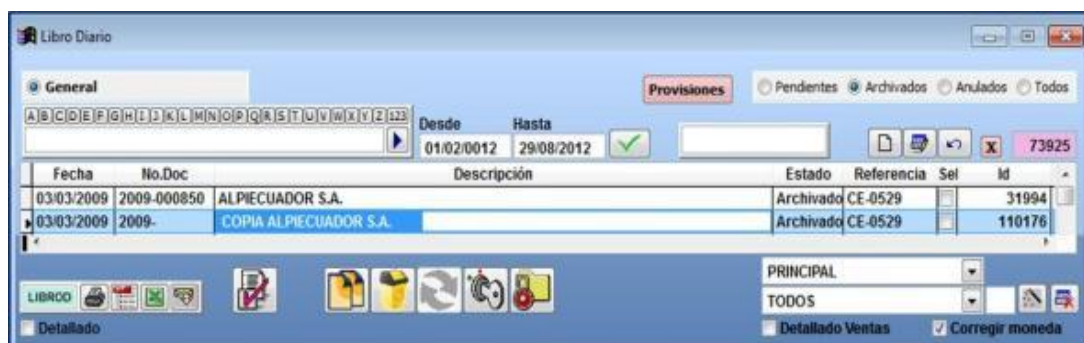 Libro Diario
General
Provisiones
Pendientes Archivados Anulados Todos
A B C D E F G H I J K L M N O P Q R S T U V W X Y Z 123
Desde Hasta
01/02/0012 29/08/2012
X 73925
Fecha No.Doc Descripción Estado Referencia Sel Id
03/03/2009 2009-000850 ALPIECUADOR S.A. Archivado CE-0529 31994
03/03/2009 2009- COPIA ALPIECUADOR S.A. Archivado CE-0529 110176
PRINCIPAL
LIBROO
TODOS
Detallado
Detallado Ventas Corregir moneda